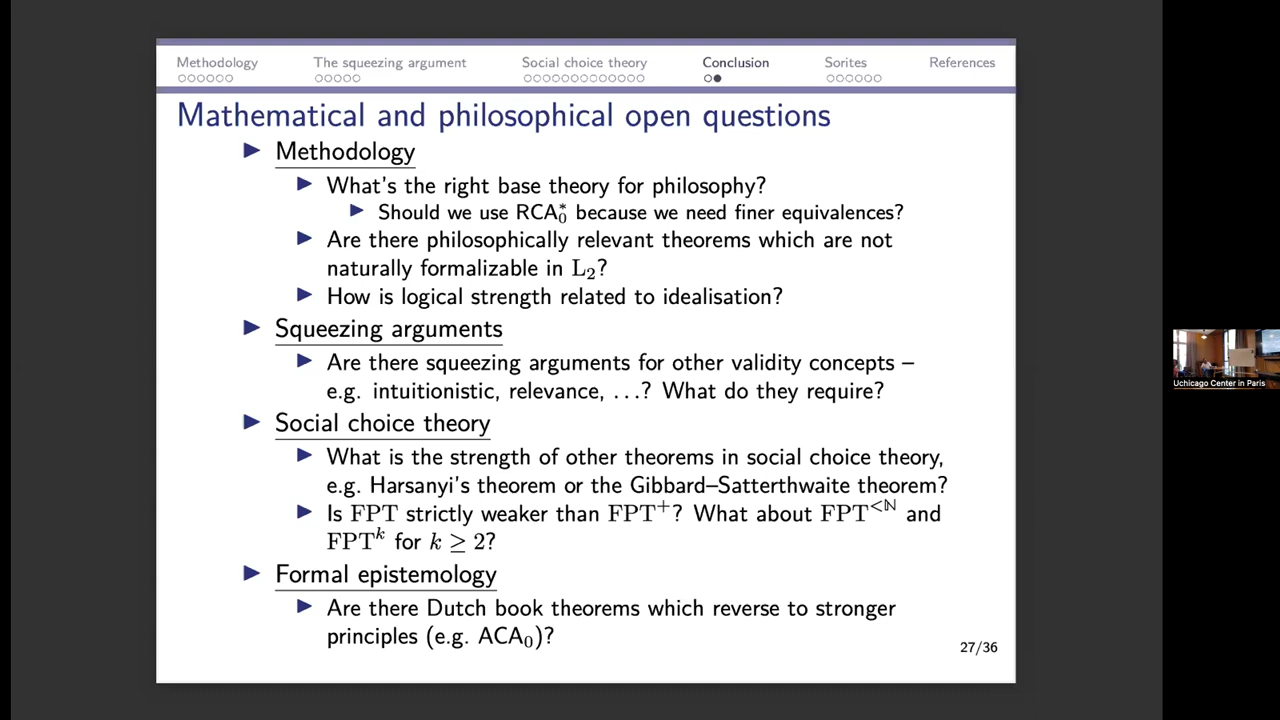 Methodology The squeezing argument Social choice theory Conclusion Sorites References
Mathematical and philosophical open questions
Methodology
What's the right base theory for philosophy?
Should we use RCA₀* because we need finer equivalences?
Are there philosophically relevant theorems which are not
naturally formalizable in L₂?
How is logical strength related to idealisation?
Squeezing arguments
Are there squeezing arguments for other validity concepts –
e.g. intuitionistic, relevance, ...? What do they require?
Social choice theory
What is the strength of other theorems in social choice theory,
e.g. Harsanyi's theorem or the Gibbard–Satterthwaite theorem?
Is FPT strictly weaker than FPT⁺? What about FPT^{<ℕ} and
FPTᵏ for k ≥ 2?
Formal epistemology
Are there Dutch book theorems which reverse to stronger
principles (e.g. ACA₀)?
27/36
Uchicago Center in Paris